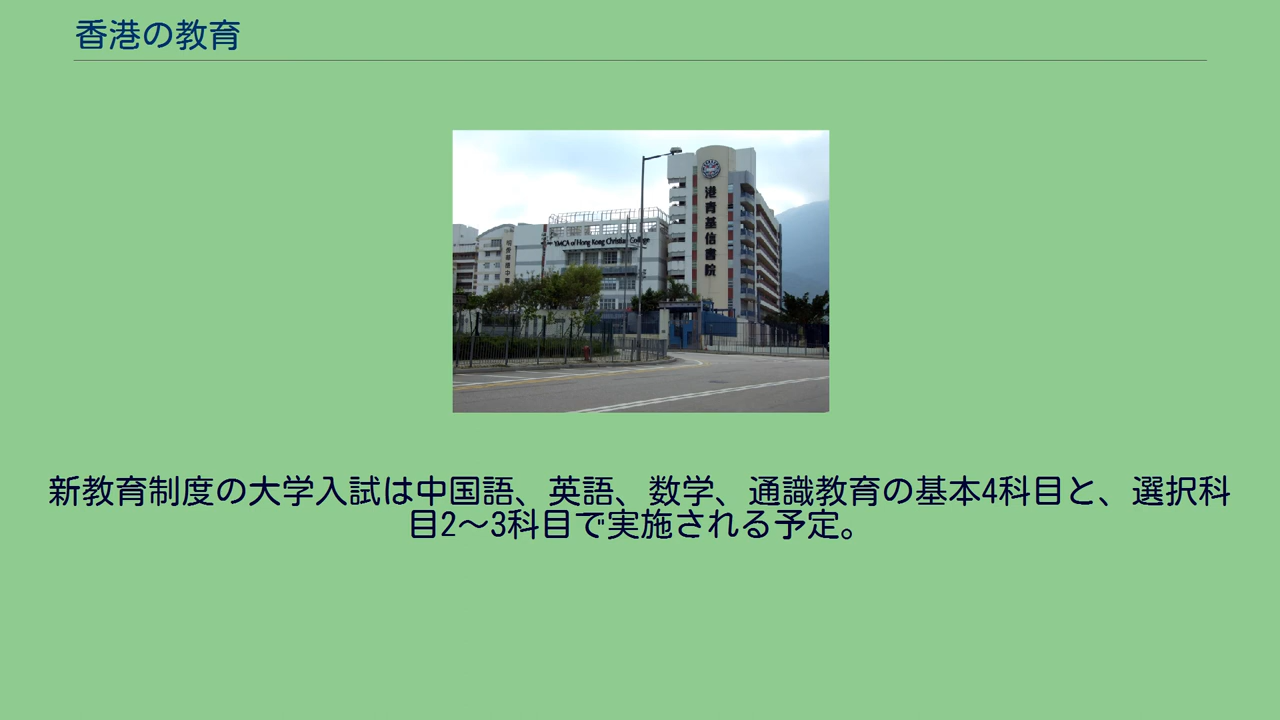 香港の教育
港青基信書院
YMCA of Hong Kong Christian College
新教育制度の大学入試は中国語、英語、数学、通識教育の基本4科目と、選択科
目2～3科目で実施される予定。